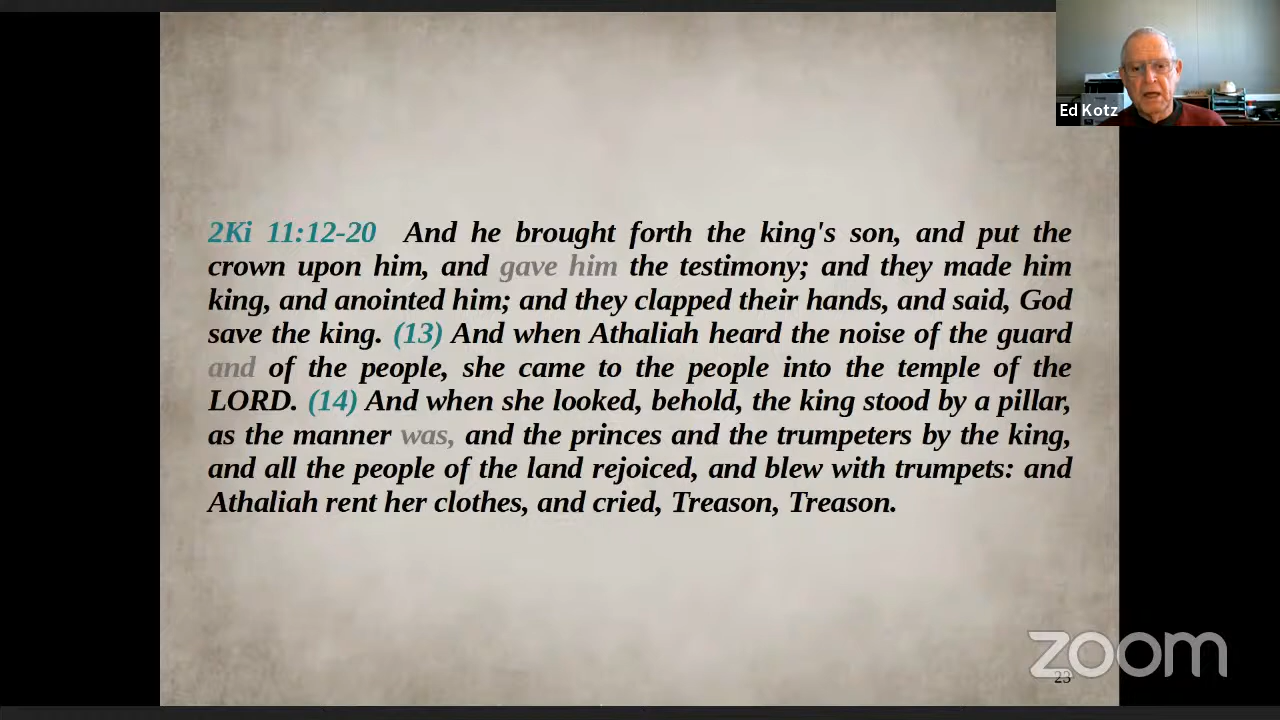 Ed Kotz
2Ki 11:12-20 And he brought forth the king's son, and put the
crown upon him, and gave him the testimony; and they made him
king, and anointed him; and they clapped their hands, and said, God
save the king. (13) And when Athaliah heard the noise of the guard
and of the people, she came to the people into the temple of the
LORD. (14) And when she looked, behold, the king stood by a pillar,
as the manner was, and the princes and the trumpeters by the king,
and all the people of the land rejoiced, and blew with trumpets: and
Athaliah rent her clothes, and cried, Treason, Treason.
zoom
23